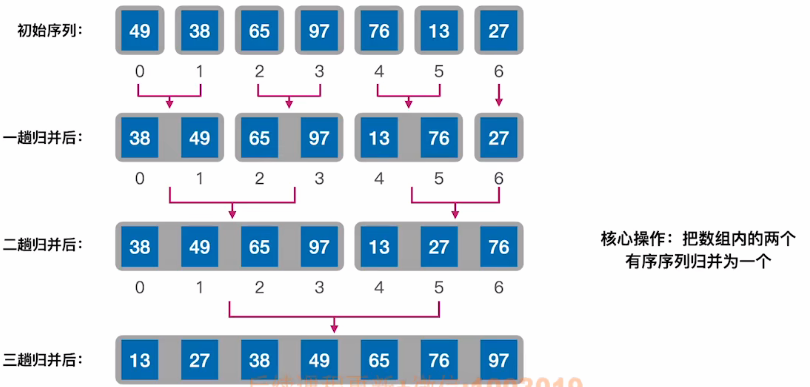 初始序列： 49 38 65 97 76 13 27
0 1 2 3 4 5 6
一趟归并后： 38 49 65 97 13 76 27
0 1 2 3 4 5 6
二趟归并后： 38 49 65 97 13 27 76
0 1 2 3 4 5 6
核心操作：把数组内的两个
有序序列归并为一个
三趟归并后： 13 27 38 49 65 76 97